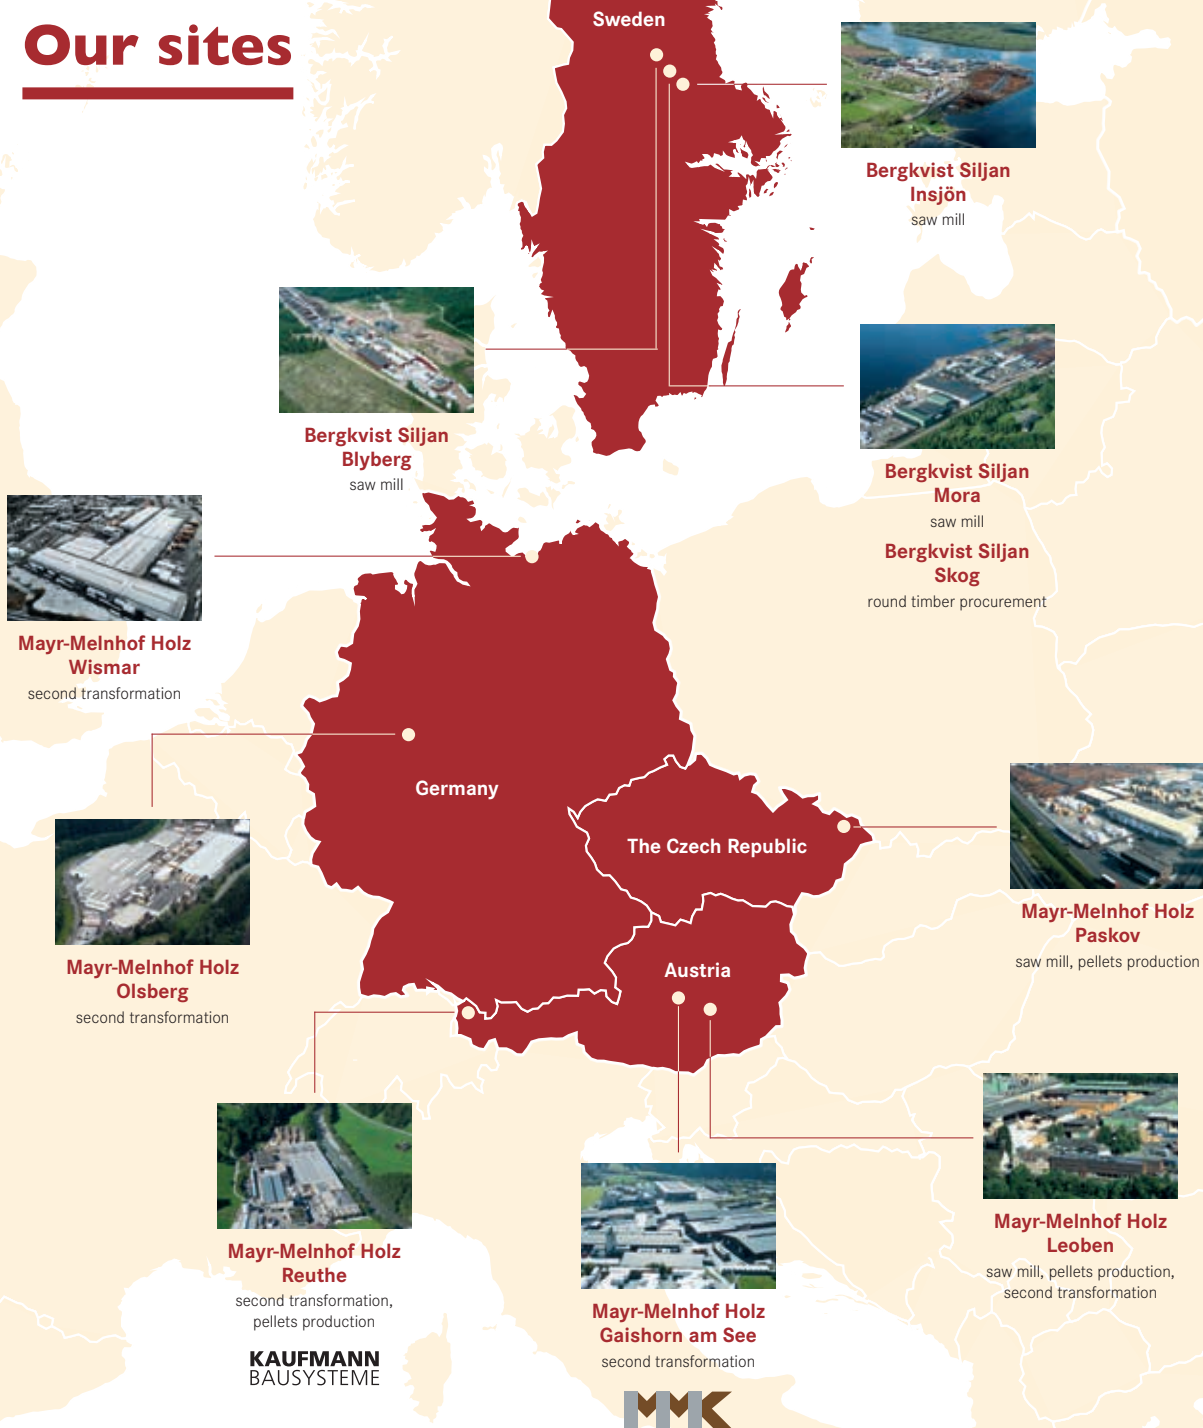 Our sites
Sweden
Bergkvist Siljan
Insjön
saw mill
Bergkvist Siljan
Blyberg
saw mill
Bergkvist Siljan
Mora
saw mill
Bergkvist Siljan
Skog
round timber procurement
Mayr-Melnhof Holz
Wismar
second transformation
Germany
The Czech Republic
Mayr-Melnhof Holz
Paskov
saw mill, pellets production
Mayr-Melnhof Holz
Olsberg
second transformation
Austria
Mayr-Melnhof Holz
Leoben
saw mill, pellets production,
second transformation
Mayr-Melnhof Holz
Reuthe
second transformation,
pellets production
KAUFMANN
BAUSYSTEME
Mayr-Melnhof Holz
Gaishorn am See
second transformation
MMK